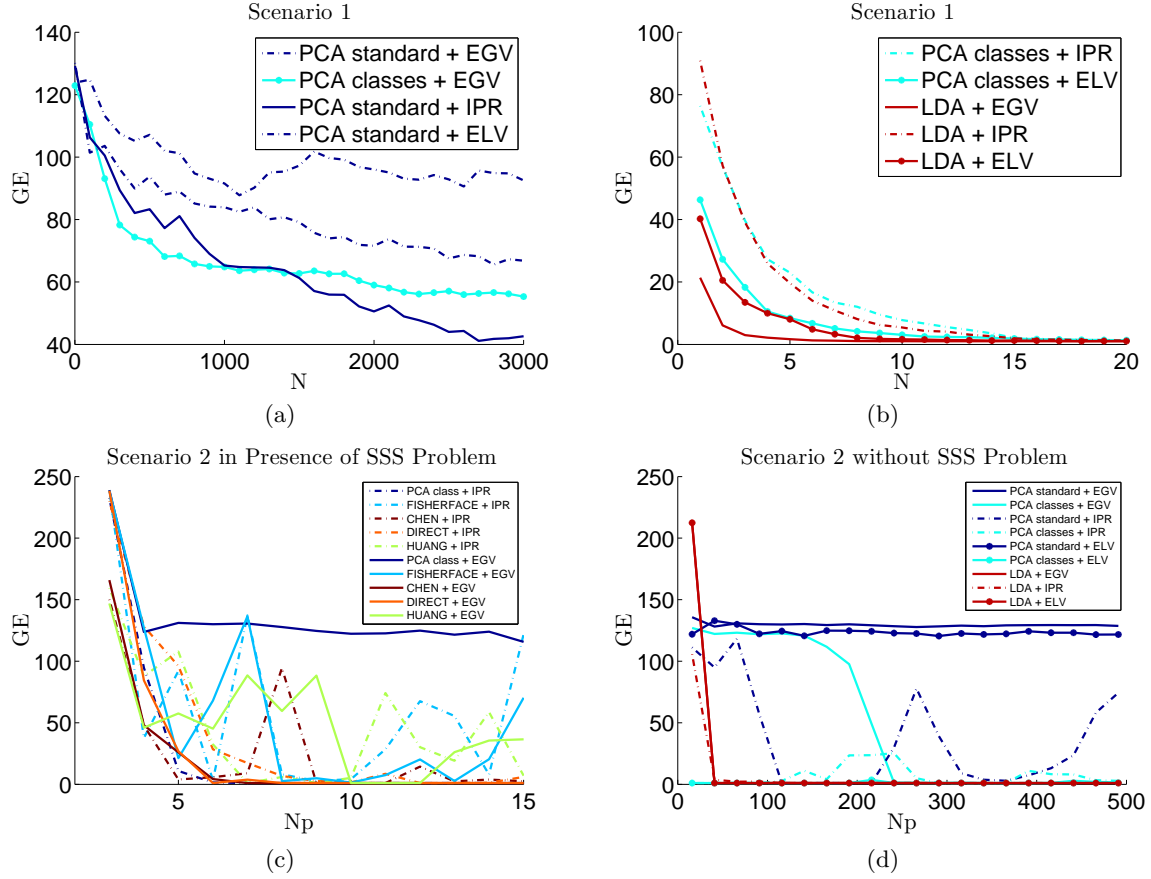 Scenario 1
GE
140
120
100
80
60
40
0
1000
2000
3000
N
PCA standard + EGV
PCA classes + EGV
PCA standard + IPR
PCA standard + ELV
(a)
Scenario 1
GE
100
80
60
40
20
0
0
5
10
15
20
N
PCA classes + IPR
PCA classes + ELV
LDA + EGV
LDA + IPR
LDA + ELV
(b)
Scenario 2 in Presence of SSS Problem
GE
250
200
150
100
50
0
5
10
15
Np
PCA class + IPR
FISHERFACE + IPR
CHEN + IPR
DIRECT + IPR
HUANG + IPR
PCA class + EGV
FISHERFACE + EGV
CHEN + EGV
DIRECT + EGV
HUANG + EGV
(c)
Scenario 2 without SSS Problem
GE
250
200
150
100
50
0
0
100
200
300
400
500
Np
PCA standard + EGV
PCA classes + EGV
PCA standard + IPR
PCA classes + IPR
PCA standard + ELV
PCA classes + ELV
LDA + EGV
LDA + IPR
LDA + ELV
(d)